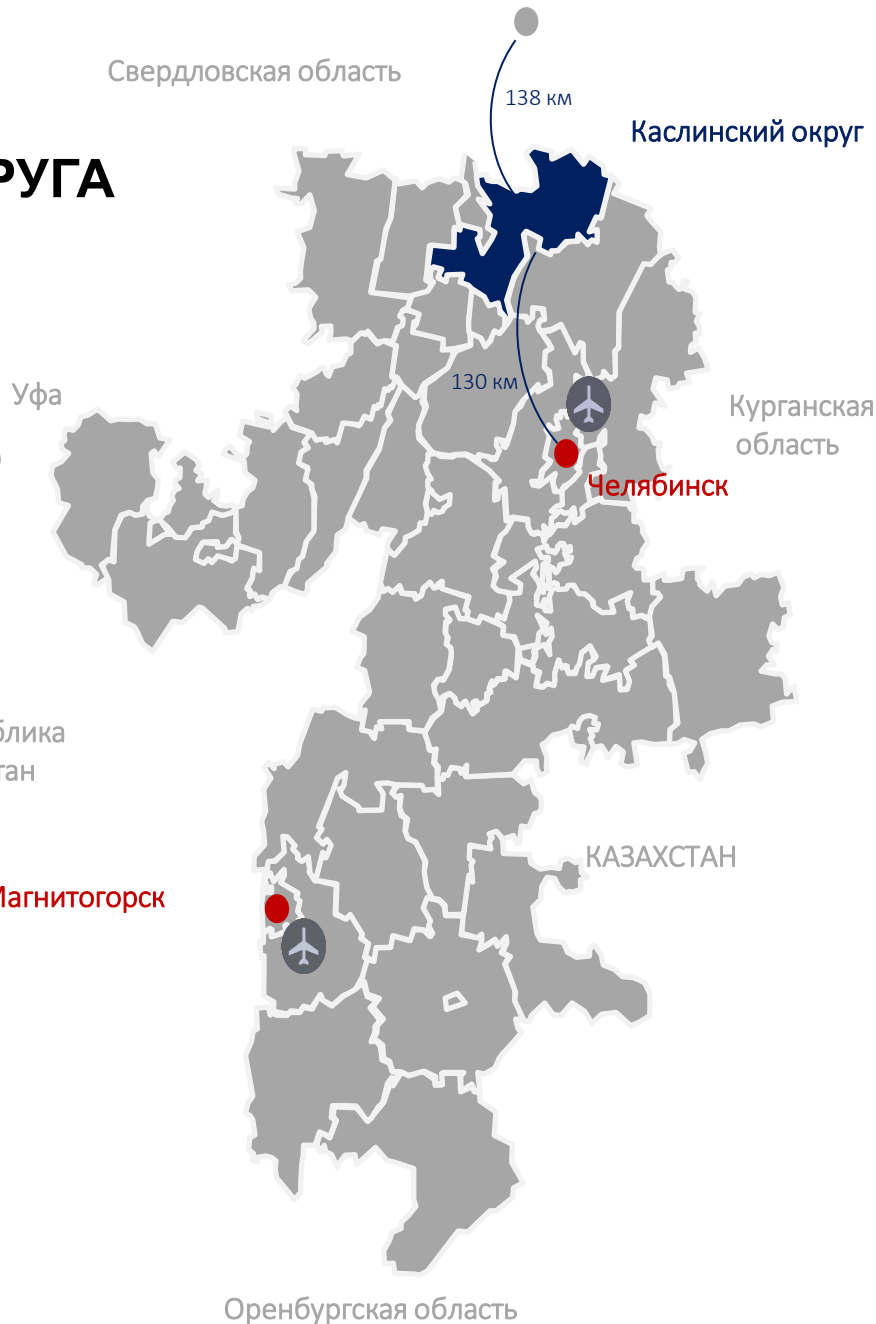 Свердловская область
138 км
Каслинский округ
РУГА
Уфа
130 км
Курганская
область
Челябинск
блика
тан
КАЗАХСТАН
Магнитогорск
Оренбургская область